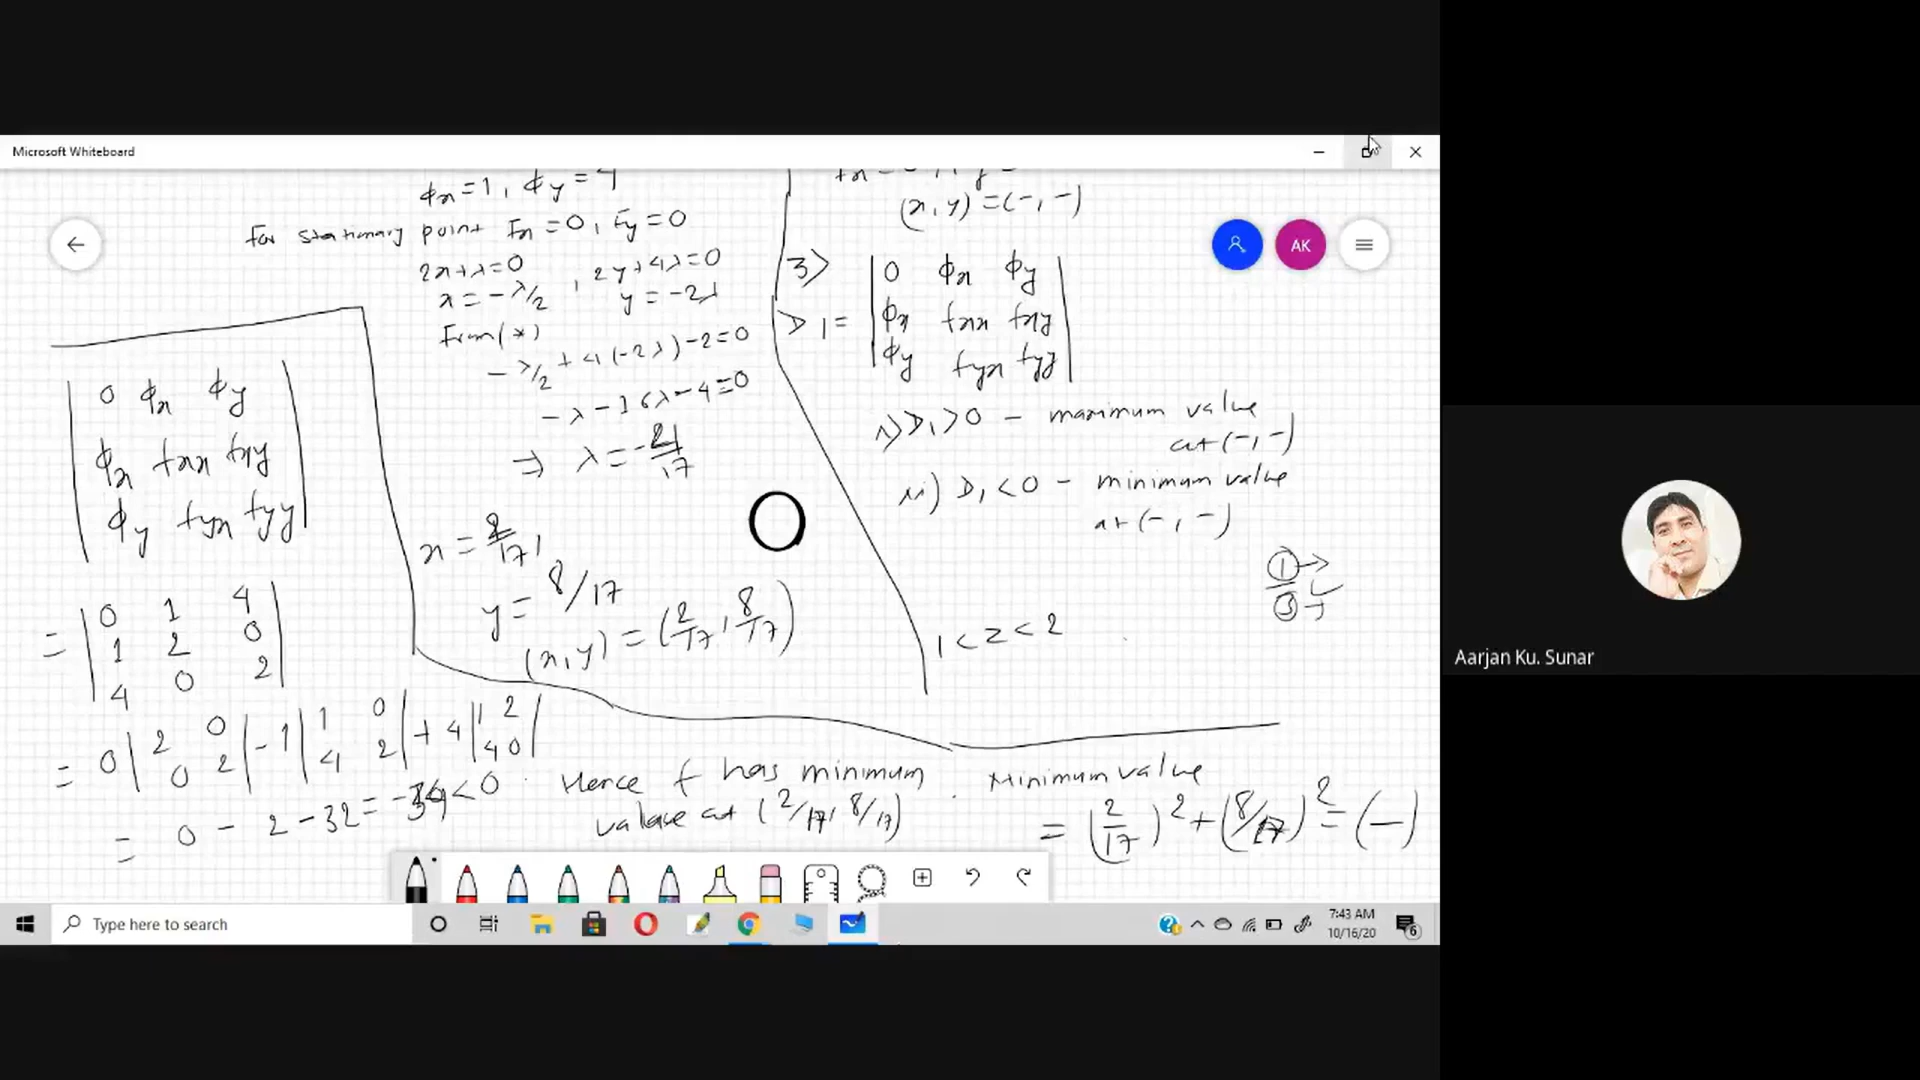 Microsoft Whiteboard
ϕx = 1, ϕy = 4
For stationary point Fx = 0, Fy = 0
2x + λ = 0 , 2y + 4λ = 0
x = -λ/2 y = -2λ
From (*)
-λ/2 + 4(-2λ) - 2 = 0
-λ - 16λ - 4 = 0
⇒ λ = -4/17
x = 2/17,
y = 8/17
(x, y) = (2/17, 8/17)
(x, y) = (-, -)
3>
D1 = | 0 ϕx ϕy |
| ϕx fxx fxy |
| ϕy fyx fyy |
i) D1 > 0 - maximum value
at (-, -)
ii) D1 < 0 - minimum value
at (-, -)
1
3
1 < 2 < 2
| 0 ϕx ϕy |
| ϕx fxx fxy |
| ϕy fyx fyy |
= | 0 1 4 |
| 1 2 0 |
| 4 0 2 |
= 0 | 2 0 | - 1 | 1 0 | + 4 | 1 2 |
| 0 2 | | 4 2 | | 4 0 |
= 0 - 2 - 32 = -34 < 0
Hence f has minimum
value at (2/17, 8/17).
Minimum value
= (2/17)² + (8/17)² = (-)
AK
Aarjan Ku. Sunar
Type here to search
7:43 AM
10/16/20
6